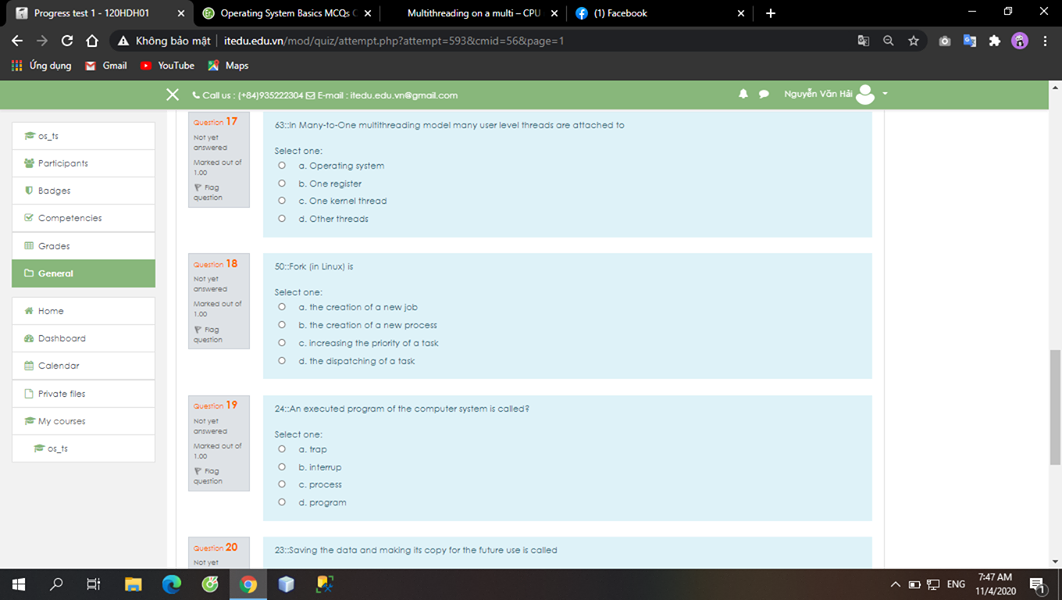 Progress test 1 - 120HDH01
Operating System Basics MCQs
Multithreading on a multi – CPU
(1) Facebook
Không bảo mật
itedu.edu.vn/mod/quiz/attempt.php?attempt=593&cmid=56&page=1
Ứng dụng
Gmail
YouTube
Maps
Call us : (+84)935222304 E-mail : itedu.edu.vn@gmail.com
Nguyễn Văn Hải
os_ts
Participants
Badges
Competencies
Grades
General
Home
Dashboard
Calendar
Private files
My courses
os_ts
Question 17
Not yet
answered
Marked out of
1.00
Flag
question
63::In Many-to-One multithreading model many user level threads are attached to
Select one:
a. Operating system
b. One register
c. One kernel thread
d. Other threads
Question 18
Not yet
answered
Marked out of
1.00
Flag
question
50::Fork (in Linux) is
Select one:
a. the creation of a new job
b. the creation of a new process
c. increasing the priority of a task
d. the dispatching of a task
Question 19
Not yet
answered
Marked out of
1.00
Flag
question
24::An executed program of the computer system is called?
Select one:
a. trap
b. interrup
c. process
d. program
Question 20
Not yet
23::Saving the data and making its copy for the future use is called
ENG
7:47 AM
11/4/2020
1